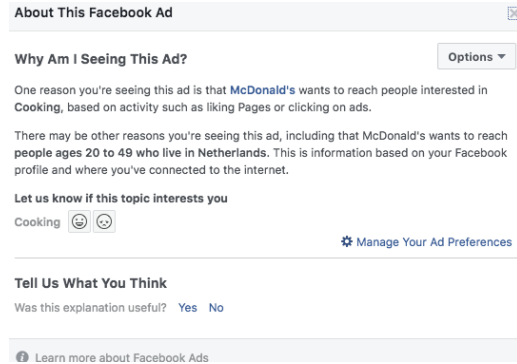 About This Facebook Ad
Why Am I Seeing This Ad?
Options
One reason you're seeing this ad is that McDonald's wants to reach people interested in
Cooking, based on activity such as liking Pages or clicking on ads.
There may be other reasons you're seeing this ad, including that McDonald's wants to reach
people ages 20 to 49 who live in Netherlands. This is information based on your Facebook
profile and where you've connected to the internet.
Let us know if this topic interests you
Cooking
Manage Your Ad Preferences
Tell Us What You Think
Was this explanation useful? Yes No
Learn more about Facebook Ads